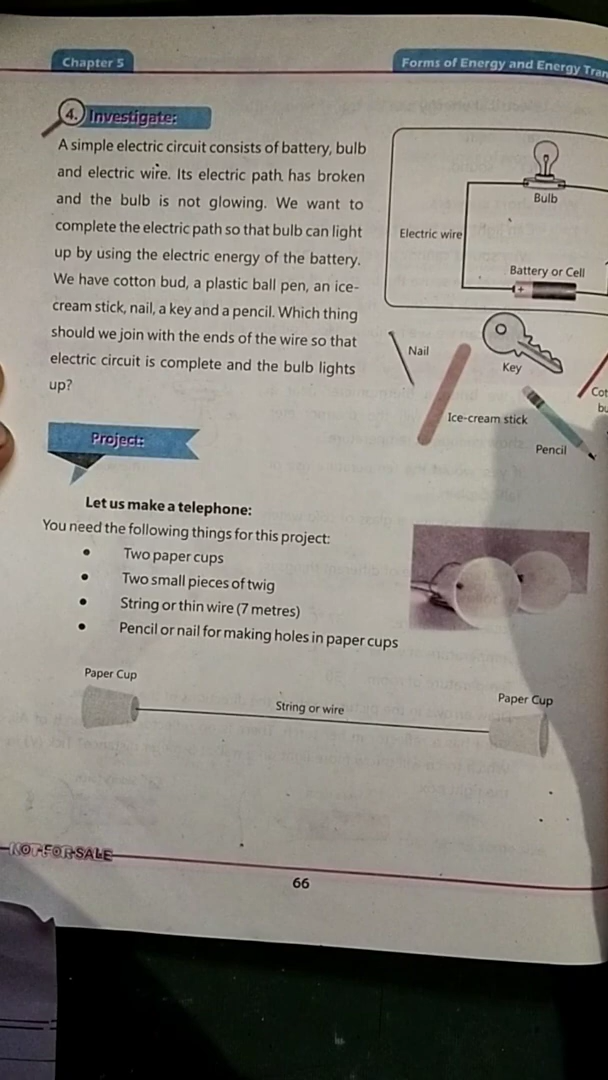 Chapter 5
Forms of Energy and Energy Tran
4. Investigate:
A simple electric circuit consists of battery, bulb
and electric wire. Its electric path has broken
and the bulb is not glowing. We want to
complete the electric path so that bulb can light
up by using the electric energy of the battery.
We have cotton bud, a plastic ball pen, an ice-
cream stick, nail, a key and a pencil. Which thing
should we join with the ends of the wire so that
electric circuit is complete and the bulb lights
up?
Bulb
Electric wire
Battery or Cell
+
Nail
Key
Cot
bu
Ice-cream stick
Pencil
Project:
Let us make a telephone:
You need the following things for this project:
• Two paper cups
• Two small pieces of twig
• String or thin wire (7 metres)
• Pencil or nail for making holes in paper cups
Paper Cup
String or wire
Paper Cup
NOT FOR SALE
66